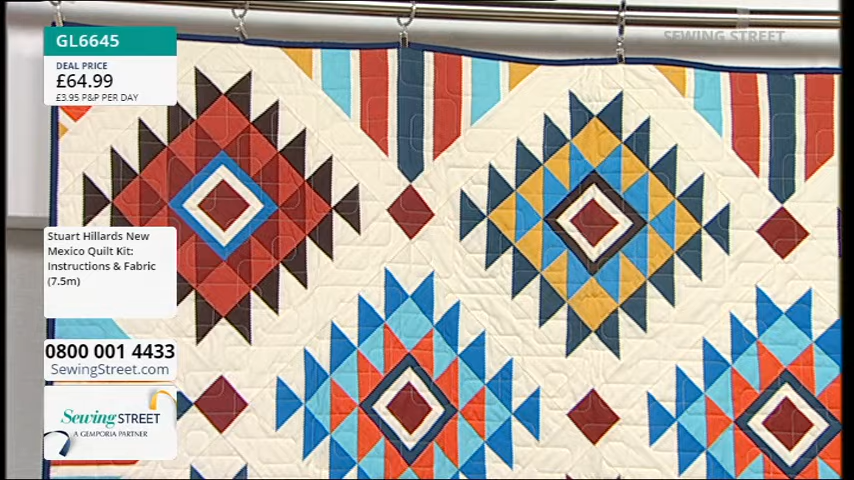 GL6645
DEAL PRICE
£64.99
£3.95 P&P PER DAY
SEWING STREET
Stuart Hillards New
Mexico Quilt Kit:
Instructions & Fabric
(7.5m)
0800 001 4433
SewingStreet.com
Sewing STREET
A GEMPORIA PARTNER